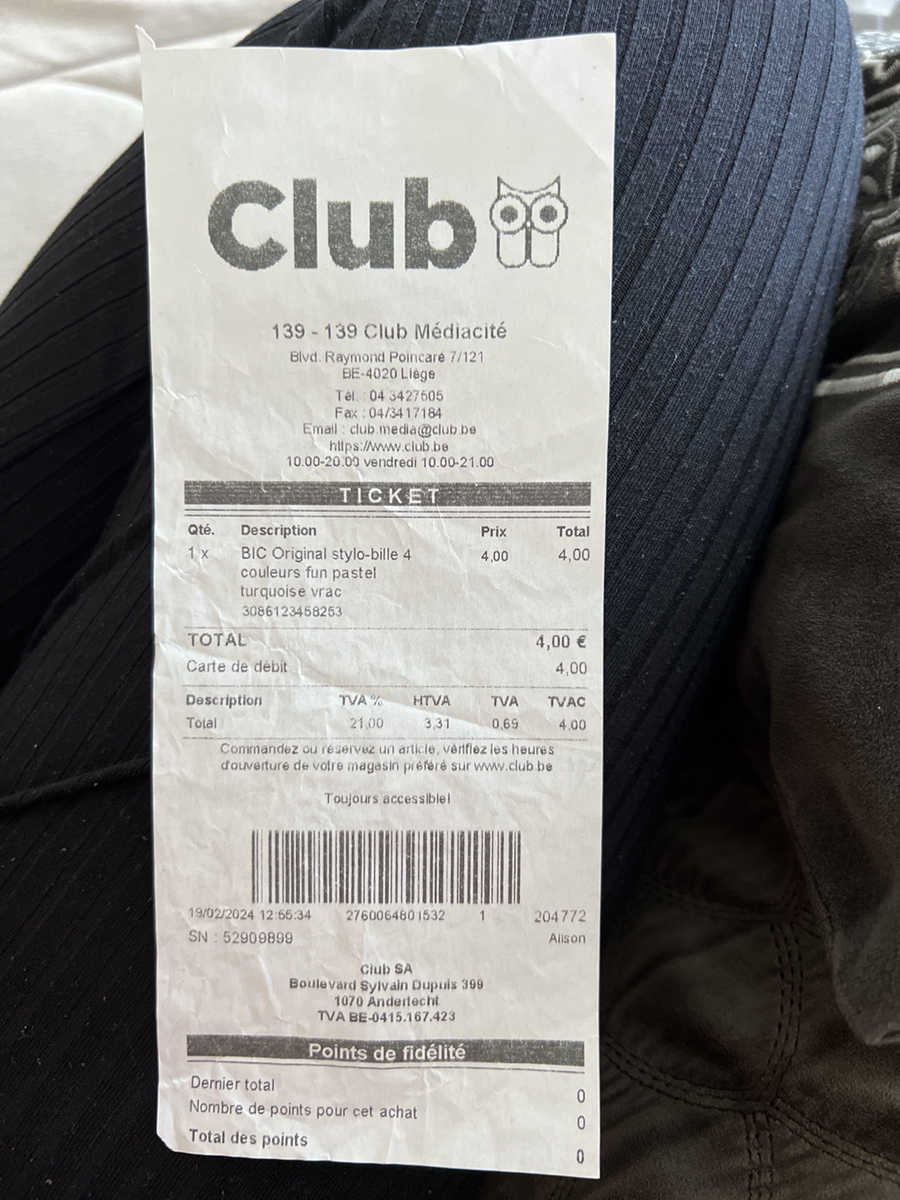 Club
139 - 139 Club Médiacité
Blvd. Raymond Poincaré 7/121
BE-4020 Liège
Tél. : 04 3427605
Fax : 04/3417184
Email : club.media@club.be
https://www.club.be
10.00-20.00 vendredi 10.00-21.00
TICKET
Qté. Description Prix Total
1 x BIC Original stylo-bille 4 4,00 4,00
couleurs fun pastel
turquoise vrac
3086123458253
TOTAL 4,00 €
Carte de débit 4,00
Description TVA % HTVA TVA TVAC
Total 21.00 3,31 0,69 4,00
Commandez ou réservez un article, vérifiez les heures
d'ouverture de votre magasin préféré sur www.club.be
Toujours accessible!
19/02/2024 12:55:34 2760064801532 1 204772
SN : 52909899 Alison
Club SA
Boulevard Sylvain Dupuis 399
1070 Anderlecht
TVA BE-0415.167.423
Points de fidélité
Dernier total 0
Nombre de points pour cet achat 0
Total des points 0